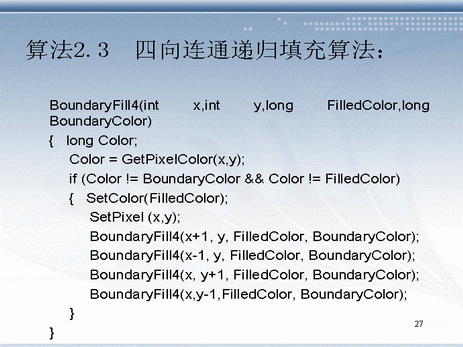 算法2.3 四向连通递归填充算法：
BoundaryFill4(int x,int y,long FilledColor,long
BoundaryColor)
{ long Color;
Color = GetPixelColor(x,y);
if (Color != BoundaryColor && Color != FilledColor)
{ SetColor(FilledColor);
SetPixel (x,y);
BoundaryFill4(x+1, y, FilledColor, BoundaryColor);
BoundaryFill4(x-1, y, FilledColor, BoundaryColor);
BoundaryFill4(x, y+1, FilledColor, BoundaryColor);
BoundaryFill4(x,y-1,FilledColor, BoundaryColor);
}
}
27